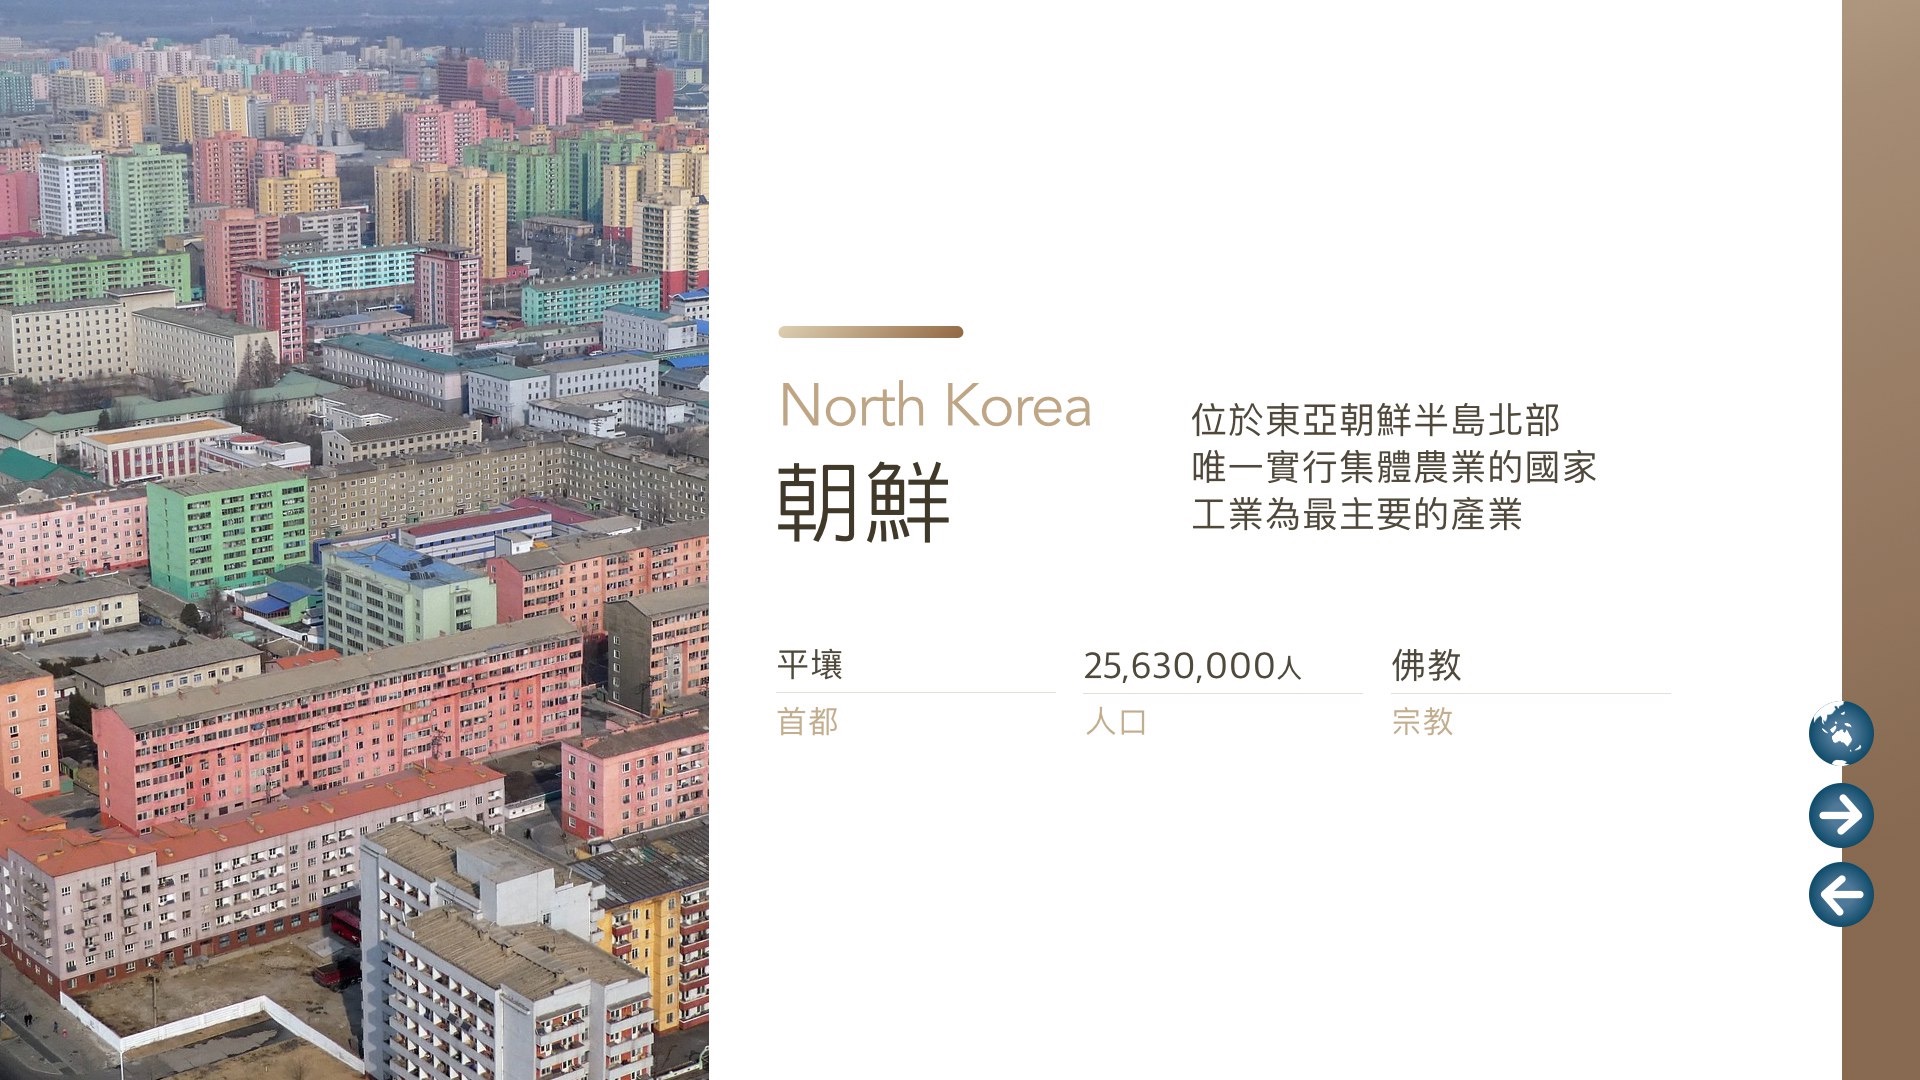 North Korea
朝鮮
位於東亞朝鮮半島北部
唯一實行集體農業的國家
工業為最主要的產業
平壤
首都
25,630,000人
人口
佛教
宗教